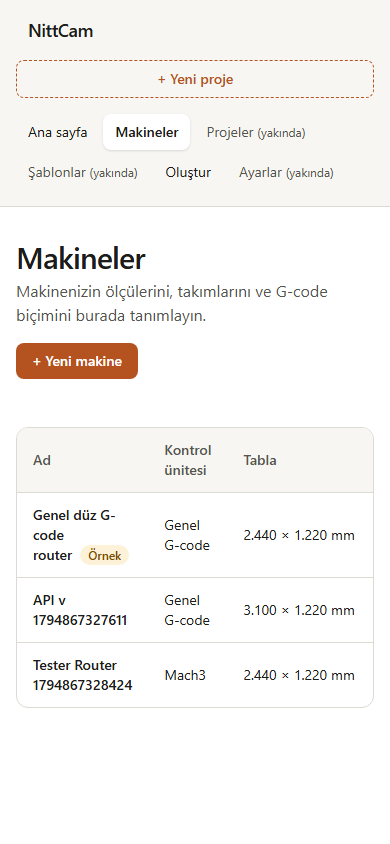 NittCam
+ Yeni proje
Ana sayfa Makineler Projeler (yakında)
Şablonlar (yakında) Oluştur Ayarlar (yakında)
Makineler
Makinenizin ölçülerini, takımlarını ve G-code
biçimini burada tanımlayın.
+ Yeni makine
Ad Kontrol ünitesi Tabla
Genel düz G-code router Örnek Genel G-code 2.440 × 1.220 mm
API v 1794867327611 Genel G-code 3.100 × 1.220 mm
Tester Router 1794867328424 Mach3 2.440 × 1.220 mm